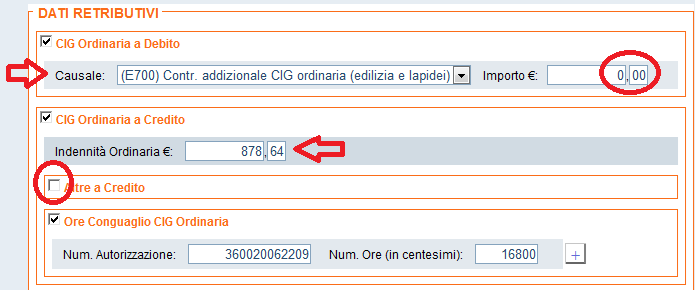 DATI RETRIBUTIVI
CIG Ordinaria a Debito
Causale: (E700) Contr. addizionale CIG ordinaria (edilizia e lapidei) Importo €: 0,00
CIG Ordinaria a Credito
Indennità Ordinaria €: 878,64
Altre a Credito
Ore Conguaglio CIG Ordinaria
Num. Autorizzazione: 360020062209 Num. Ore (in centesimi): 16800 +